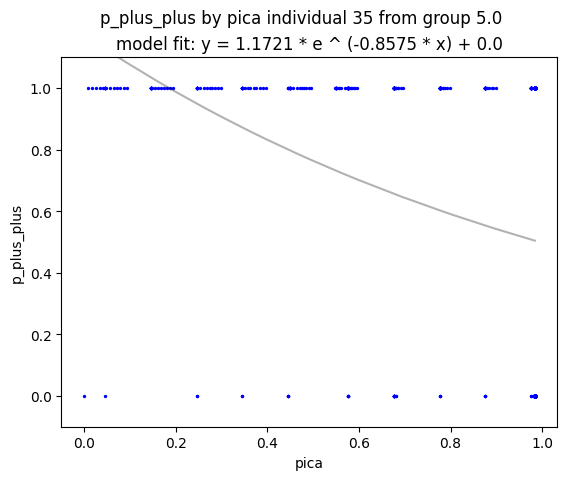 p_plus_plus by pica individual 35 from group 5.0
model fit: y = 1.1721 * e ^ (-0.8575 * x) + 0.0
1.0
0.8
0.6
0.4
0.2
0.0
p_plus_plus
0.0 0.2 0.4 0.6 0.8 1.0
pica